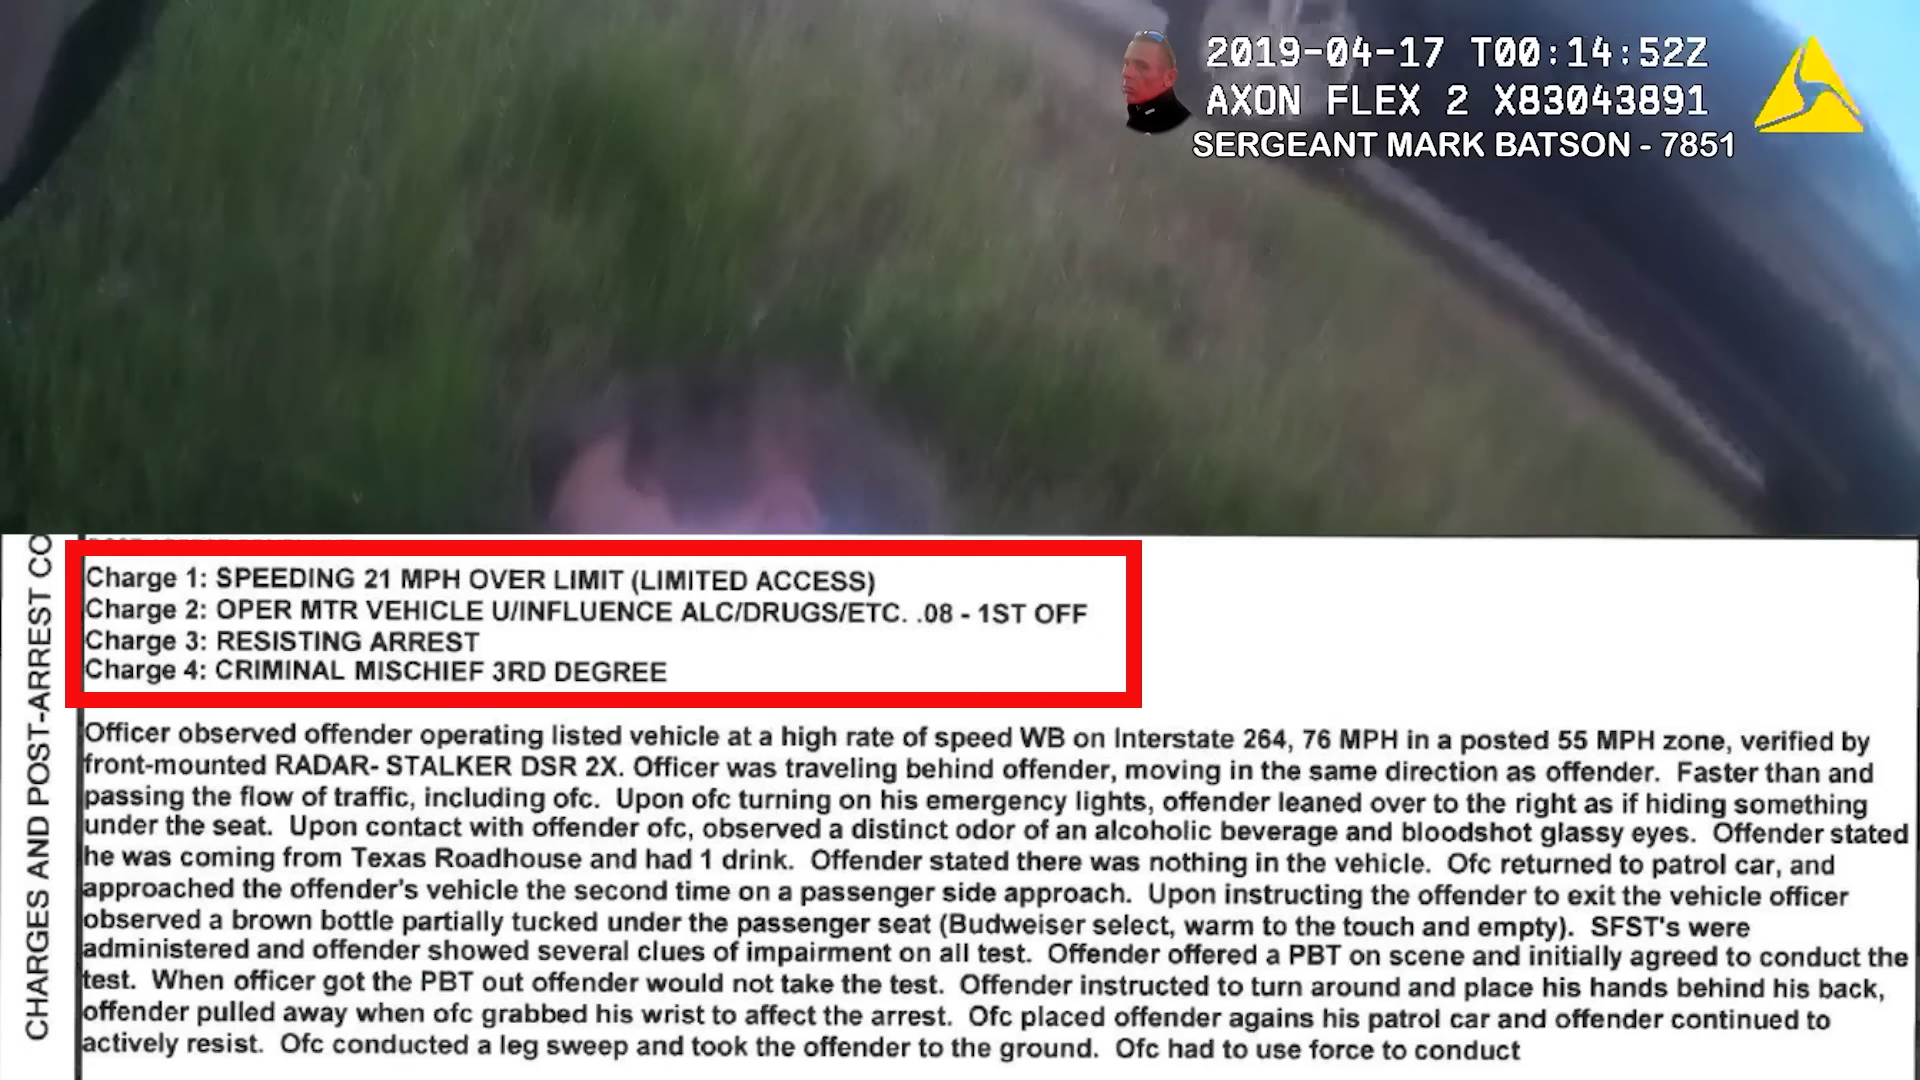 2019-04-17 T00:14:52Z
AXON FLEX 2 X83043891
SERGEANT MARK BATSON - 7851
CHARGES AND POST-ARREST CO
Charge 1: SPEEDING 21 MPH OVER LIMIT (LIMITED ACCESS)
Charge 2: OPER MTR VEHICLE U/INFLUENCE ALC/DRUGS/ETC. .08 - 1ST OFF
Charge 3: RESISTING ARREST
Charge 4: CRIMINAL MISCHIEF 3RD DEGREE
Officer observed offender operating listed vehicle at a high rate of speed WB on Interstate 264, 76 MPH in a posted 55 MPH zone, verified by
front-mounted RADAR- STALKER DSR 2X. Officer was traveling behind offender, moving in the same direction as offender. Faster than and
passing the flow of traffic, including ofc. Upon ofc turning on his emergency lights, offender leaned over to the right as if hiding something
under the seat. Upon contact with offender ofc, observed a distinct odor of an alcoholic beverage and bloodshot glassy eyes. Offender stated
he was coming from Texas Roadhouse and had 1 drink. Offender stated there was nothing in the vehicle. Ofc returned to patrol car, and
approached the offender's vehicle the second time on a passenger side approach. Upon instructing the offender to exit the vehicle officer
observed a brown bottle partially tucked under the passenger seat (Budweiser select, warm to the touch and empty). SFST's were
administered and offender showed several clues of impairment on all test. Offender offered a PBT on scene and initially agreed to conduct the
test. When officer got the PBT out offender would not take the test. Offender instructed to turn around and place his hands behind his back,
offender pulled away when ofc grabbed his wrist to affect the arrest. Ofc placed offender agains his patrol car and offender continued to
actively resist. Ofc conducted a leg sweep and took the offender to the ground. Ofc had to use force to conduct